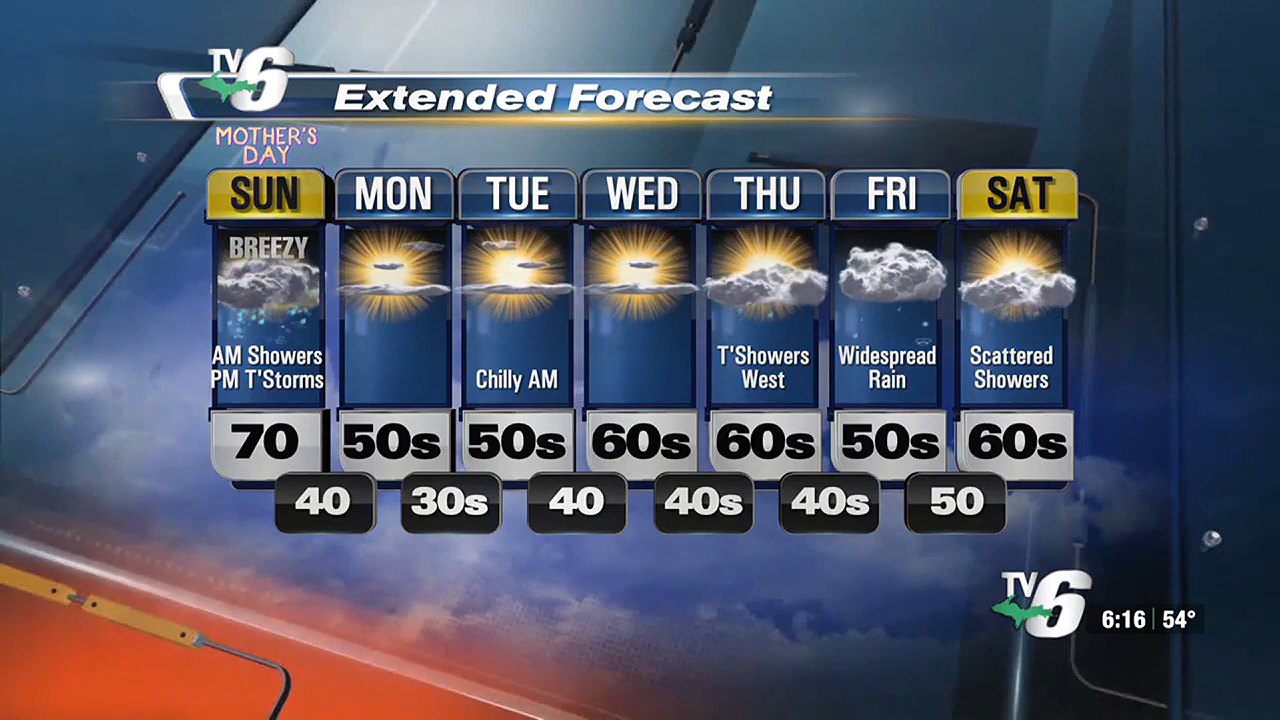 TV6
Extended Forecast
MOTHER'S
DAY
SUN MON TUE WED THU FRI SAT
BREEZY
AM Showers
PM T'Storms
Chilly AM
T'Showers
West
Widespread
Rain
Scattered
Showers
70 50s 50s 60s 60s 50s 60s
40 30s 40 40s 40s 50
TV6
6:16 54°